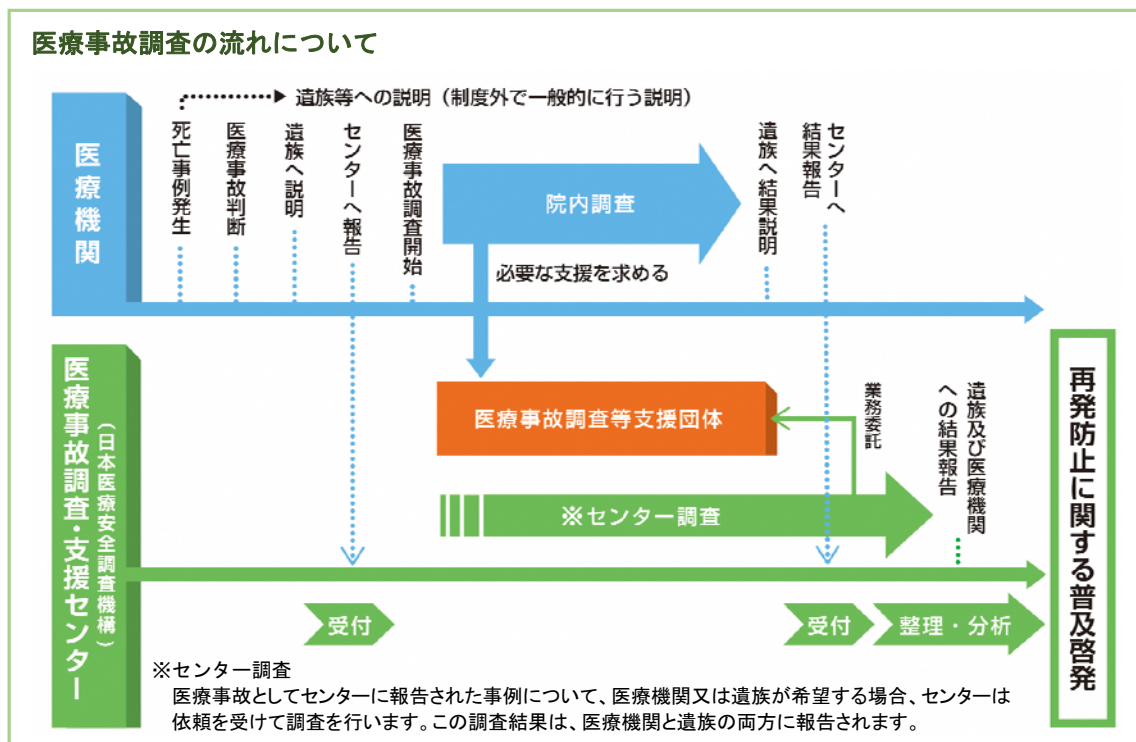 医療事故調査の流れについて
遺族等への説明（制度外で一般的に行う説明）
医療機関
死亡事例発生
医療事故判断
遺族へ説明
センターへ報告
医療事故調査開始
院内調査
遺族へ結果説明
センターへ
結果報告
必要な支援を求める
医療事故調査・支援センター
（日本医療安全調査機構）
医療事故調査等支援団体
業務委託
遺族及び医療機関
への結果報告
※センター調査
受付
受付
整理・分析
再発防止に関する普及啓発
※センター調査
医療事故としてセンターに報告された事例について、医療機関又は遺族が希望する場合、センターは
依頼を受けて調査を行います。この調査結果は、医療機関と遺族の両方に報告されます。